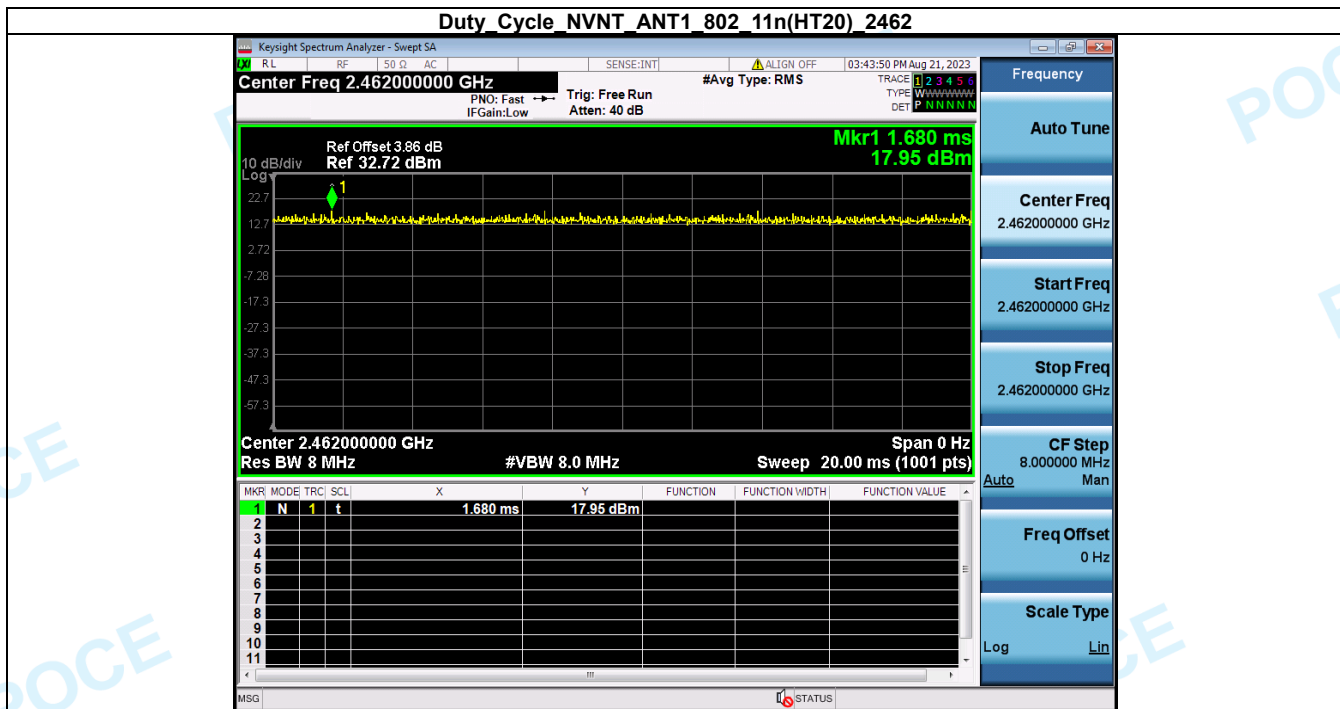 Duty_Cycle_NVNT_ANT1_802_11n(HT20)_2462
Keysight Spectrum Analyzer - Swept SA
LXI RL RF 50 Ω AC SENSE:INT ALIGN OFF 03:43:50 PM Aug 21, 2023
Center Freq 2.462000000 GHz
PNO: Fast
IFGain:Low
Trig: Free Run
Atten: 40 dB
#Avg Type: RMS
TRACE 1 2 3 4 5 6
TYPE WWWWWW
DET P N N N N N
Mkr1 1.680 ms
17.95 dBm
Ref Offset 3.86 dB
10 dB/div Ref 32.72 dBm
Log
1
22.7
12.7
2.72
-7.28
-17.3
-27.3
-37.3
-47.3
-57.3
Center 2.462000000 GHz Span 0 Hz
Res BW 8 MHz #VBW 8.0 MHz Sweep 20.00 ms (1001 pts)
MKR MODE TRC SCL X Y FUNCTION FUNCTION WIDTH FUNCTION VALUE
1 N 1 t 1.680 ms 17.95 dBm
2
3
4
5
6
7
8
9
10
11
MSG STATUS
Frequency
Auto Tune
Center Freq
2.462000000 GHz
Start Freq
2.462000000 GHz
Stop Freq
2.462000000 GHz
CF Step
8.000000 MHz
Auto Man
Freq Offset
0 Hz
Scale Type
Log Lin
POCE